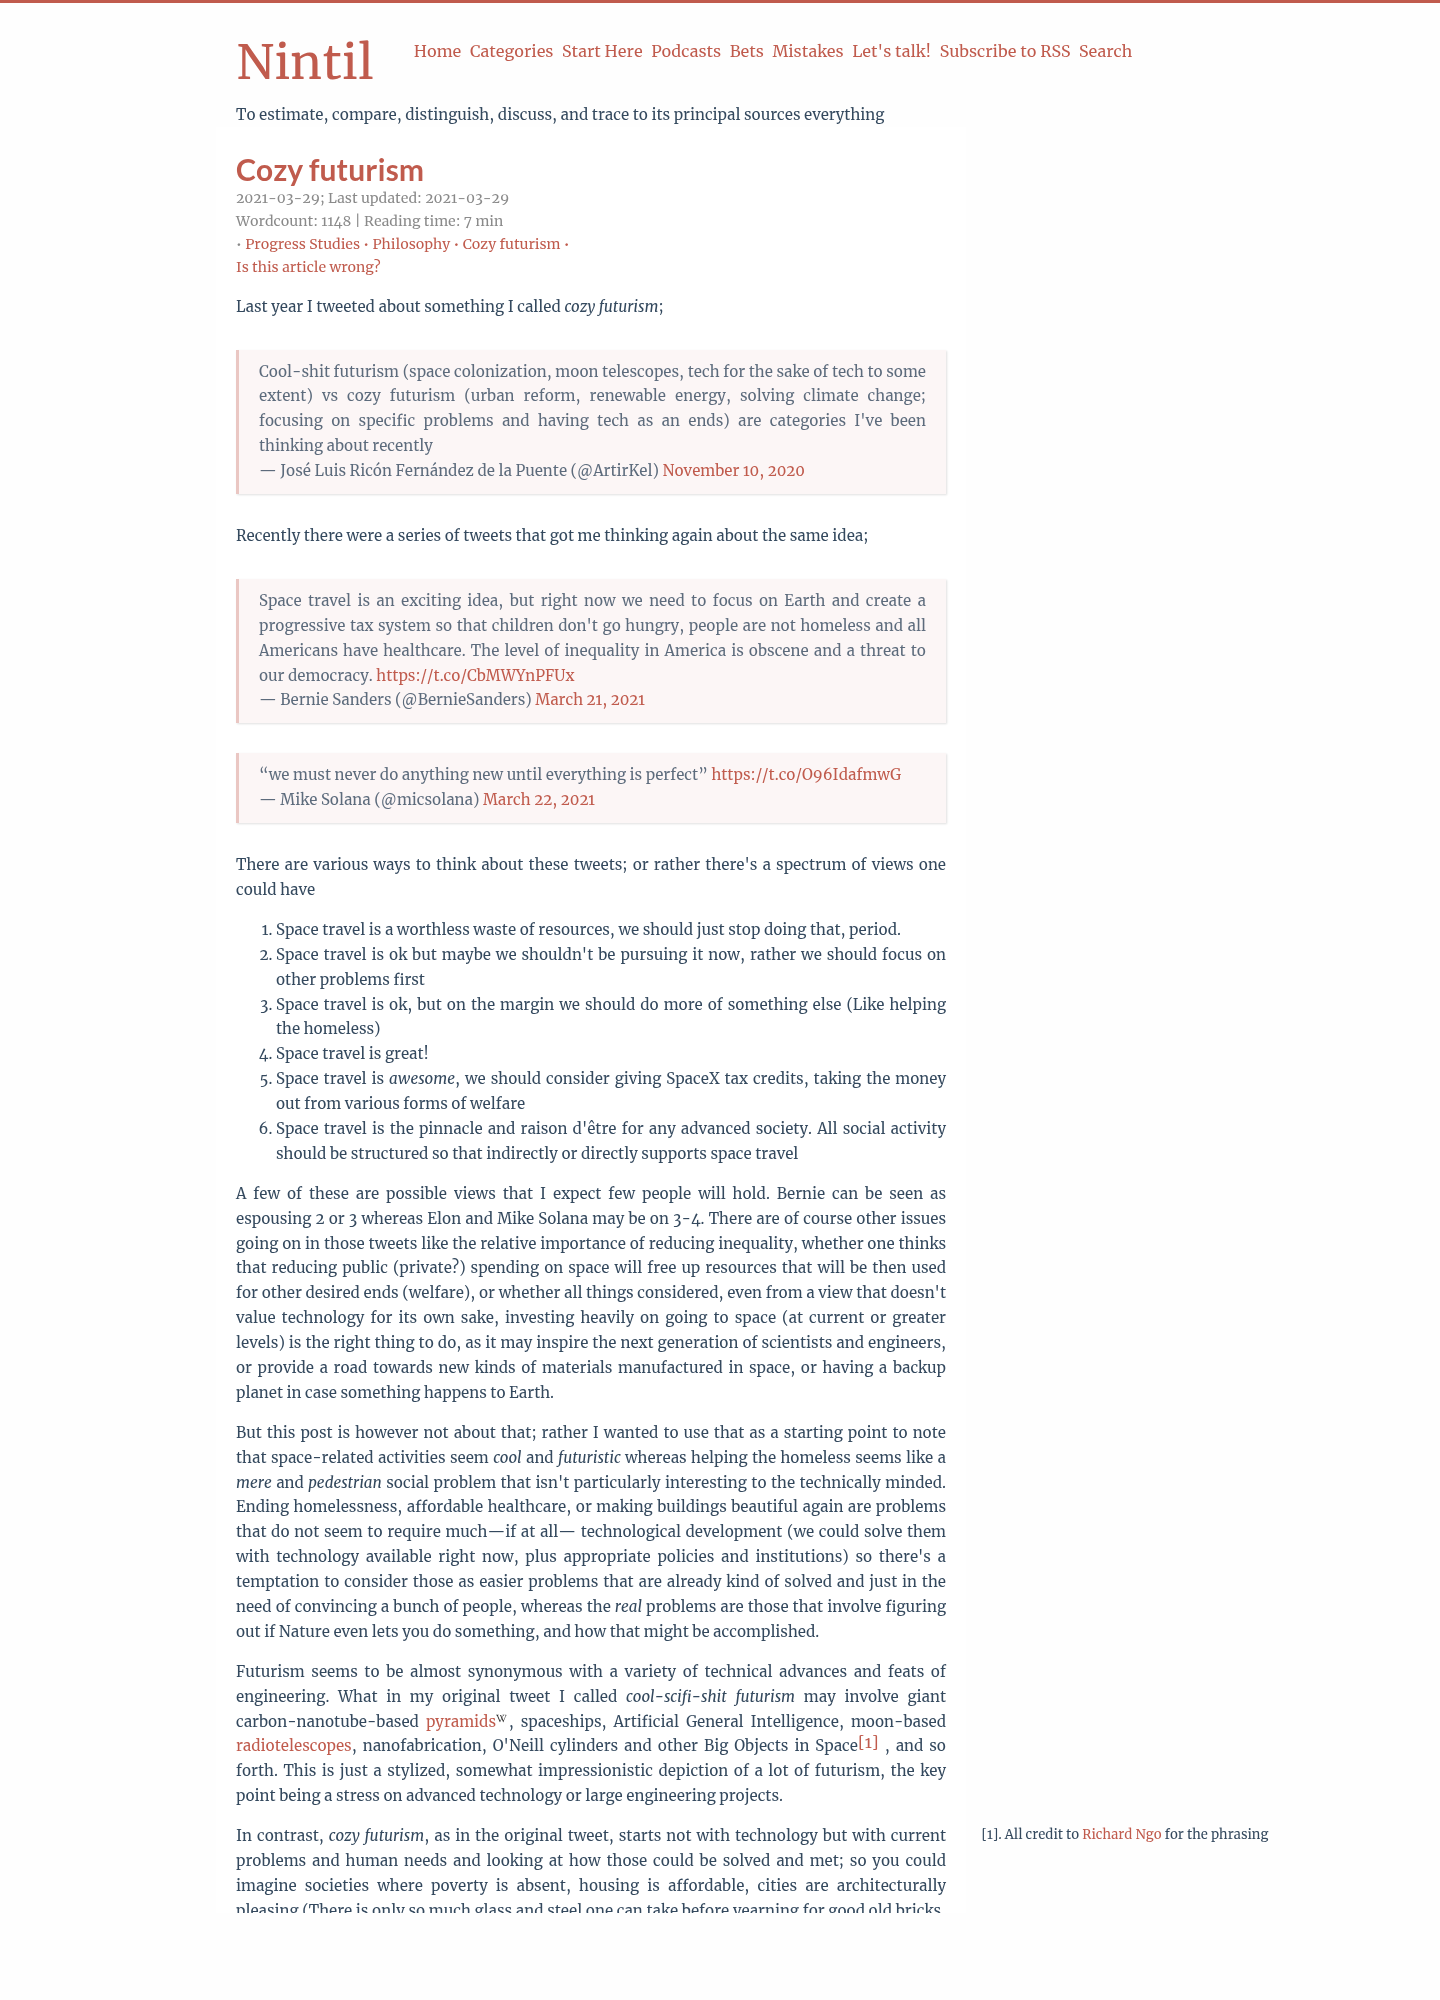 Nintil
Home Categories Start Here Podcasts Bets Mistakes Let's talk! Subscribe to RSS Search
To estimate, compare, distinguish, discuss, and trace to its principal sources everything
Cozy futurism
2021-03-29; Last updated: 2021-03-29
Wordcount: 1148 | Reading time: 7 min
• Progress Studies • Philosophy • Cozy futurism •
Is this article wrong?
Last year I tweeted about something I called cozy futurism;
Cool-shit futurism (space colonization, moon telescopes, tech for the sake of tech to some
extent) vs cozy futurism (urban reform, renewable energy, solving climate change;
focusing on specific problems and having tech as an ends) are categories I've been
thinking about recently
— José Luis Ricón Fernández de la Puente (@ArtirKel) November 10, 2020
Recently there were a series of tweets that got me thinking again about the same idea;
Space travel is an exciting idea, but right now we need to focus on Earth and create a
progressive tax system so that children don't go hungry, people are not homeless and all
Americans have healthcare. The level of inequality in America is obscene and a threat to
our democracy. https://t.co/CbMWYnPFUx
— Bernie Sanders (@BernieSanders) March 21, 2021
“we must never do anything new until everything is perfect” https://t.co/O96IdafmwG
— Mike Solana (@micsolana) March 22, 2021
There are various ways to think about these tweets; or rather there's a spectrum of views one
could have
1. Space travel is a worthless waste of resources, we should just stop doing that, period.
2. Space travel is ok but maybe we shouldn't be pursuing it now, rather we should focus on
other problems first
3. Space travel is ok, but on the margin we should do more of something else (Like helping
the homeless)
4. Space travel is great!
5. Space travel is awesome, we should consider giving SpaceX tax credits, taking the money
out from various forms of welfare
6. Space travel is the pinnacle and raison d'être for any advanced society. All social activity
should be structured so that indirectly or directly supports space travel
A few of these are possible views that I expect few people will hold. Bernie can be seen as
espousing 2 or 3 whereas Elon and Mike Solana may be on 3-4. There are of course other issues
going on in those tweets like the relative importance of reducing inequality, whether one thinks
that reducing public (private?) spending on space will free up resources that will be then used
for other desired ends (welfare), or whether all things considered, even from a view that doesn't
value technology for its own sake, investing heavily on going to space (at current or greater
levels) is the right thing to do, as it may inspire the next generation of scientists and engineers,
or provide a road towards new kinds of materials manufactured in space, or having a backup
planet in case something happens to Earth.
But this post is however not about that; rather I wanted to use that as a starting point to note
that space-related activities seem cool and futuristic whereas helping the homeless seems like a
mere and pedestrian social problem that isn't particularly interesting to the technically minded.
Ending homelessness, affordable healthcare, or making buildings beautiful again are problems
that do not seem to require much—if at all— technological development (we could solve them
with technology available right now, plus appropriate policies and institutions) so there's a
temptation to consider those as easier problems that are already kind of solved and just in the
need of convincing a bunch of people, whereas the real problems are those that involve figuring
out if Nature even lets you do something, and how that might be accomplished.
Futurism seems to be almost synonymous with a variety of technical advances and feats of
engineering. What in my original tweet I called cool-scifi-shit futurism may involve giant
carbon-nanotube-based pyramidsW, spaceships, Artificial General Intelligence, moon-based
radiotelescopes, nanofabrication, O'Neill cylinders and other Big Objects in Space[1] , and so
forth. This is just a stylized, somewhat impressionistic depiction of a lot of futurism, the key
point being a stress on advanced technology or large engineering projects.
In contrast, cozy futurism, as in the original tweet, starts not with technology but with current
problems and human needs and looking at how those could be solved and met; so you could
imagine societies where poverty is absent, housing is affordable, cities are architecturally
pleasing (There is only so much glass and steel one can take before yearning for good old bricks,
[1]. All credit to Richard Ngo for the phrasing